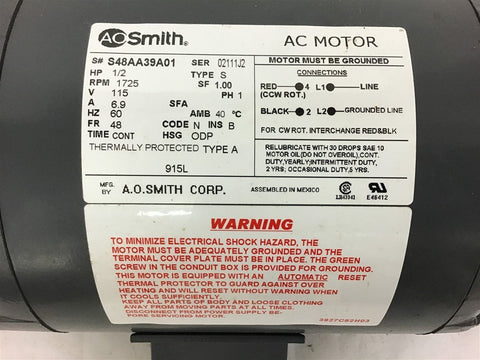 AO Smith® AC MOTOR
S# S48AA39A01 SER 02111J2
HP 1/2 TYPE S
RPM 1725 SF 1.00
V 115 PH 1
A 6.9 SFA
HZ 60 AMB 40 °C
FR 48 CODE N INS B
TIME CONT HSG ODP
THERMALLY PROTECTED TYPE A
915L
MOTOR MUST BE GROUNDED
CONNECTIONS
RED 4 L1 LINE
(CCW ROT.)
BLACK 2 L2 GROUNDED LINE
FOR CW ROT. INTERCHANGE RED&BLK
RELUBRICATE WITH 30 DROPS SAE 10
MOTOR OIL(DO NOT OVEROIL),CONT.
DUTY,YEARLY;INTERMITTENT DUTY,
2 YRS; OCCASIONAL DUTY,5 YRS.
MFG. BY A.O.SMITH CORP. ASSEMBLED IN MEXICO
WARNING
TO MINIMIZE ELECTRICAL SHOCK HAZARD, THE
MOTOR MUST BE ADEQUATELY GROUNDED AND THE
TERMINAL COVER PLATE MUST BE IN PLACE. THE GREEN
SCREW IN THE CONDUIT BOX IS PROVIDED FOR GROUNDING.
THIS MOTOR IS EQUIPPED WITH AN AUTOMATIC RESET
THERMAL PROTECTOR TO GUARD AGAINST OVER
HEATING AND WILL RESET WITHOUT WARNING WHEN
IT COOLS SUFFICIENTLY.
KEEP ALL PARTS OF BODY AND LOOSE CLOTHING
AWAY FROM MOVING PARTS AT ALL TIMES.
DISCONNECT FROM POWER SUPPLY BE-
FORE SERVICING MOTOR. 3927C52H03